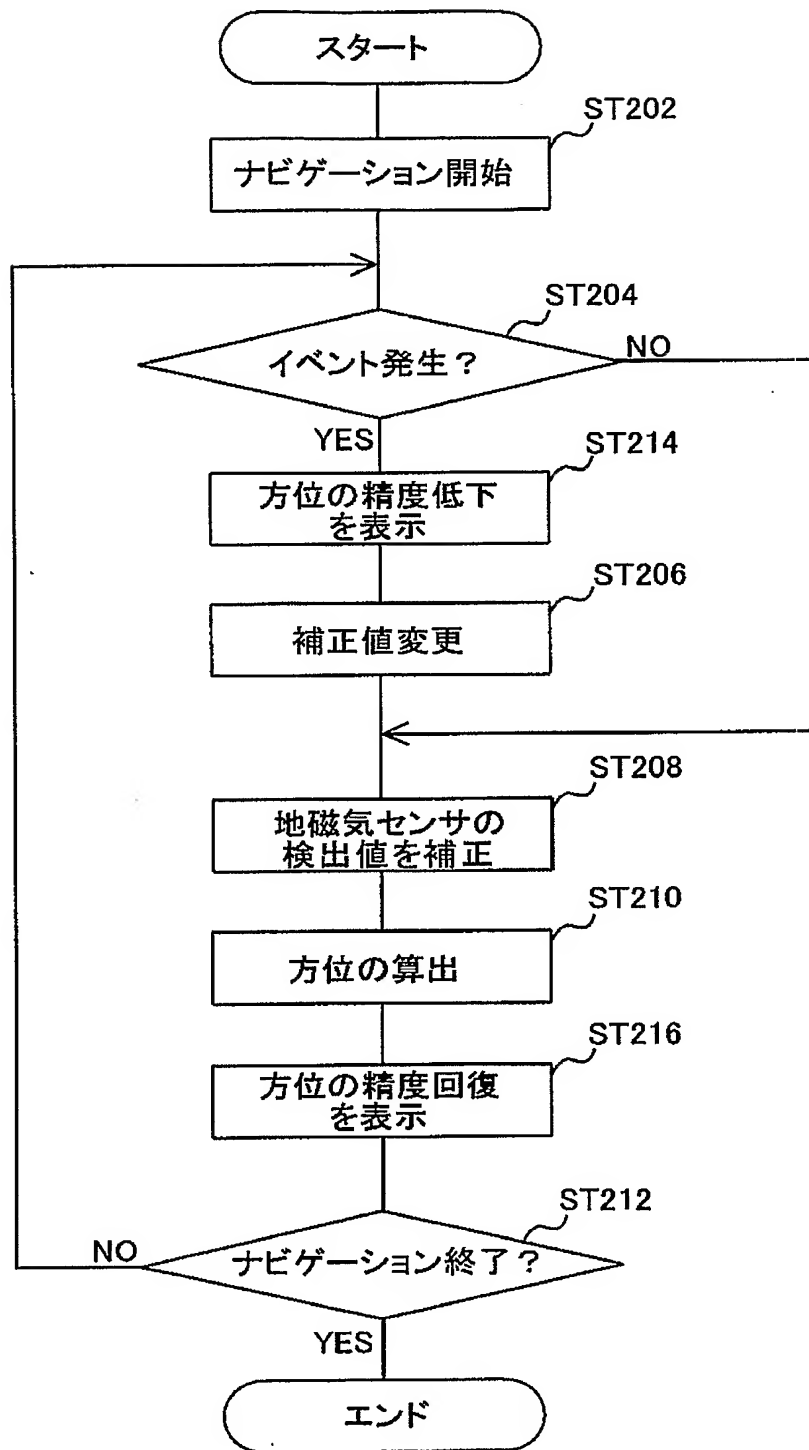 スタート
ST202
ナビゲーション開始
ST204
イベント発生?
NO
YES
ST214
方位の精度低下
を表示
ST206
補正値変更
ST208
地磁気センサの
検出値を補正
ST210
方位の算出
ST216
方位の精度回復
を表示
ST212
NO
ナビゲーション終了?
YES
エンド